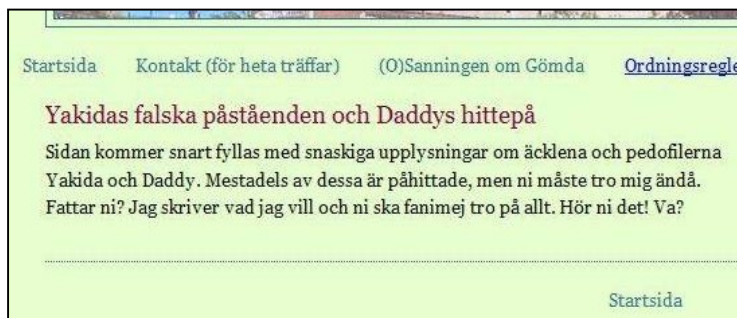 Startsida Kontakt (för heta träffar) (O)Sanningen om Gömda Ordningsregle
Yakidas falska påståenden och Daddys hittepå
Sidan kommer snart fyllas med snaskiga upplysningar om äcklena och pedofilerna
Yakida och Daddy. Mestadels av dessa är påhittade, men ni måste tro mig ändå.
Fattar ni? Jag skriver vad jag vill och ni ska fanimej tro på allt. Hör ni det! Va?
Startsida